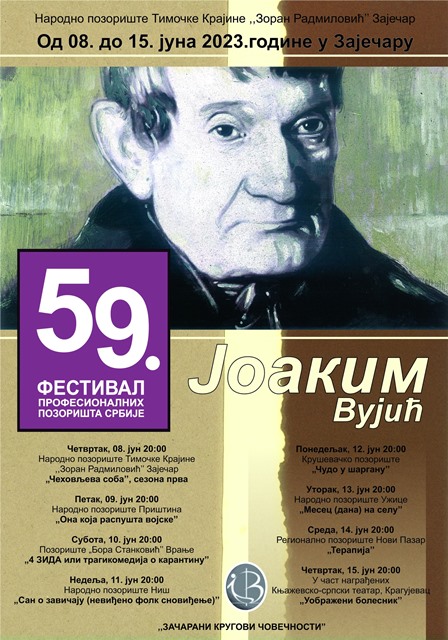 Народно позориште Тимочке Крајине ,,Зоран Радмиловић" Зајечар
Од 08. до 15. јуна 2023.године у Зајечару
59.
ФЕСТИВАЛ
ПРОФЕСИОНАЛНИХ
ПОЗОРИШТА СРБИЈЕ
Јоаким
Вујић
Четвртак, 08. јун 20:00
Народно позориште Тимочке Крајине
,,Зоран Радмиловић" Зајечар
„Чеховљева соба", сезона прва
Петак, 09. јун 20:00
Народно позориште Приштина
„Она која распушта војске"
Субота, 10. јун 20:00
Позориште „Бора Станковић" Врање
„4 ЗИДА или трагикомедија о карантину"
Недеља, 11. јун 20:00
Народно позориште Ниш
„Сан о завичају (невиђено фолк сновиђење)"
Понедељак, 12. јун 20:00
Крушевачко позориште
„Чудо у шаргану"
Уторак, 13. јун 20:00
Народно позориште Ужице
„Месец (дана) на селу"
Среда, 14. јун 20:00
Регионално позориште Нови Пазар
„Терапија"
Четвртак, 15. јун 20:00
У част награђених
Књажевско-српски театар, Крагујевац
„Уображени болесник"
,,ЗАЧАРАНИ КРУГОВИ ЧОВЕЧНОСТИ"